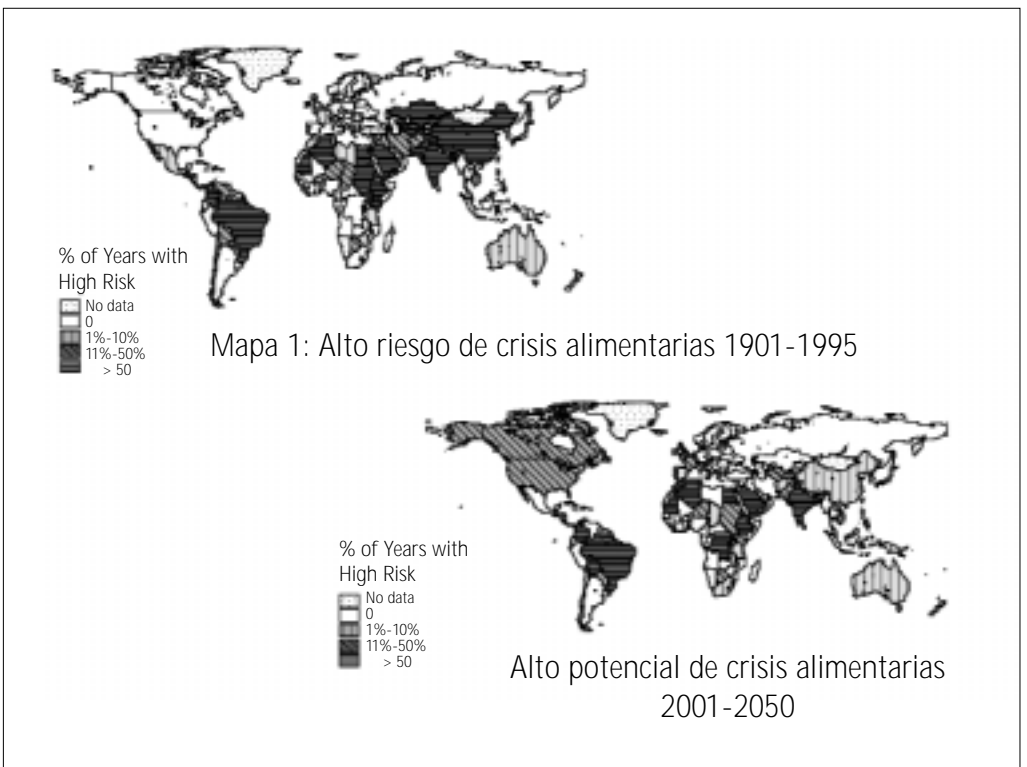 % of Years with
High Risk
No data
0
1%-10%
11%-50%
> 50
Mapa 1: Alto riesgo de crisis alimentarias 1901-1995
% of Years with
High Risk
No data
0
1%-10%
11%-50%
> 50
Alto potencial de crisis alimentarias
2001-2050